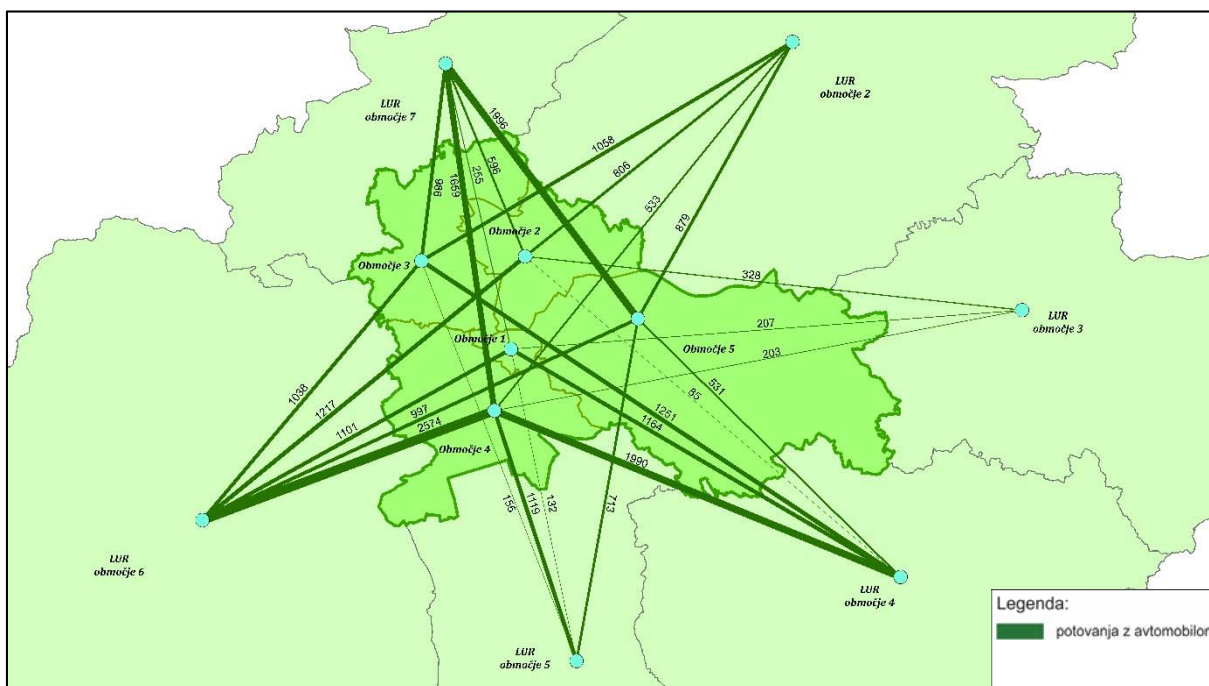 LUR
območje 7
LUR
območje 2
1996
1058
596
255
1659
986
806
533
879
Območje 2
Območje 3
328
LUR
območje 3
207
Območje 1
Območje 5
203
85
531
1038
1217
1101
997
2574
1251
1164
1990
Območje 4
156
1119
132
713
LUR
območje 6
LUR
območje 4
LUR
območje 5
Legenda:
potovanja z avtomobilom